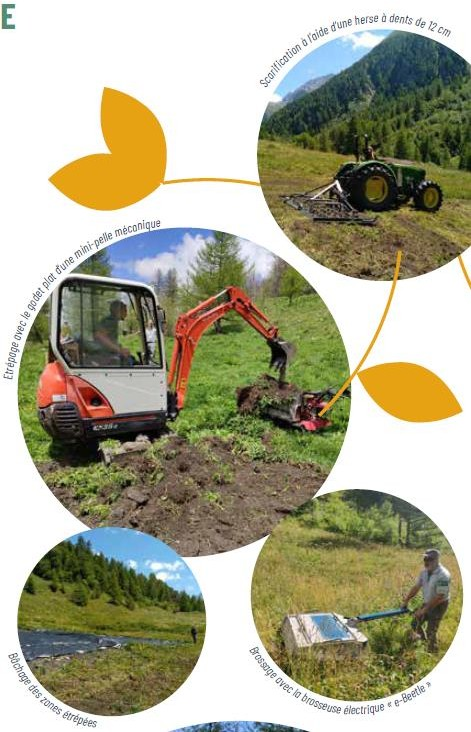 E
Scarification à l'aide d'une herse à dents de 12 cm
Etrépage avec le godet plat d'une mini-pelle mécanique
Bâchage des zones étrépées
Brossage avec la brosseuse électrique « e-Beetle »